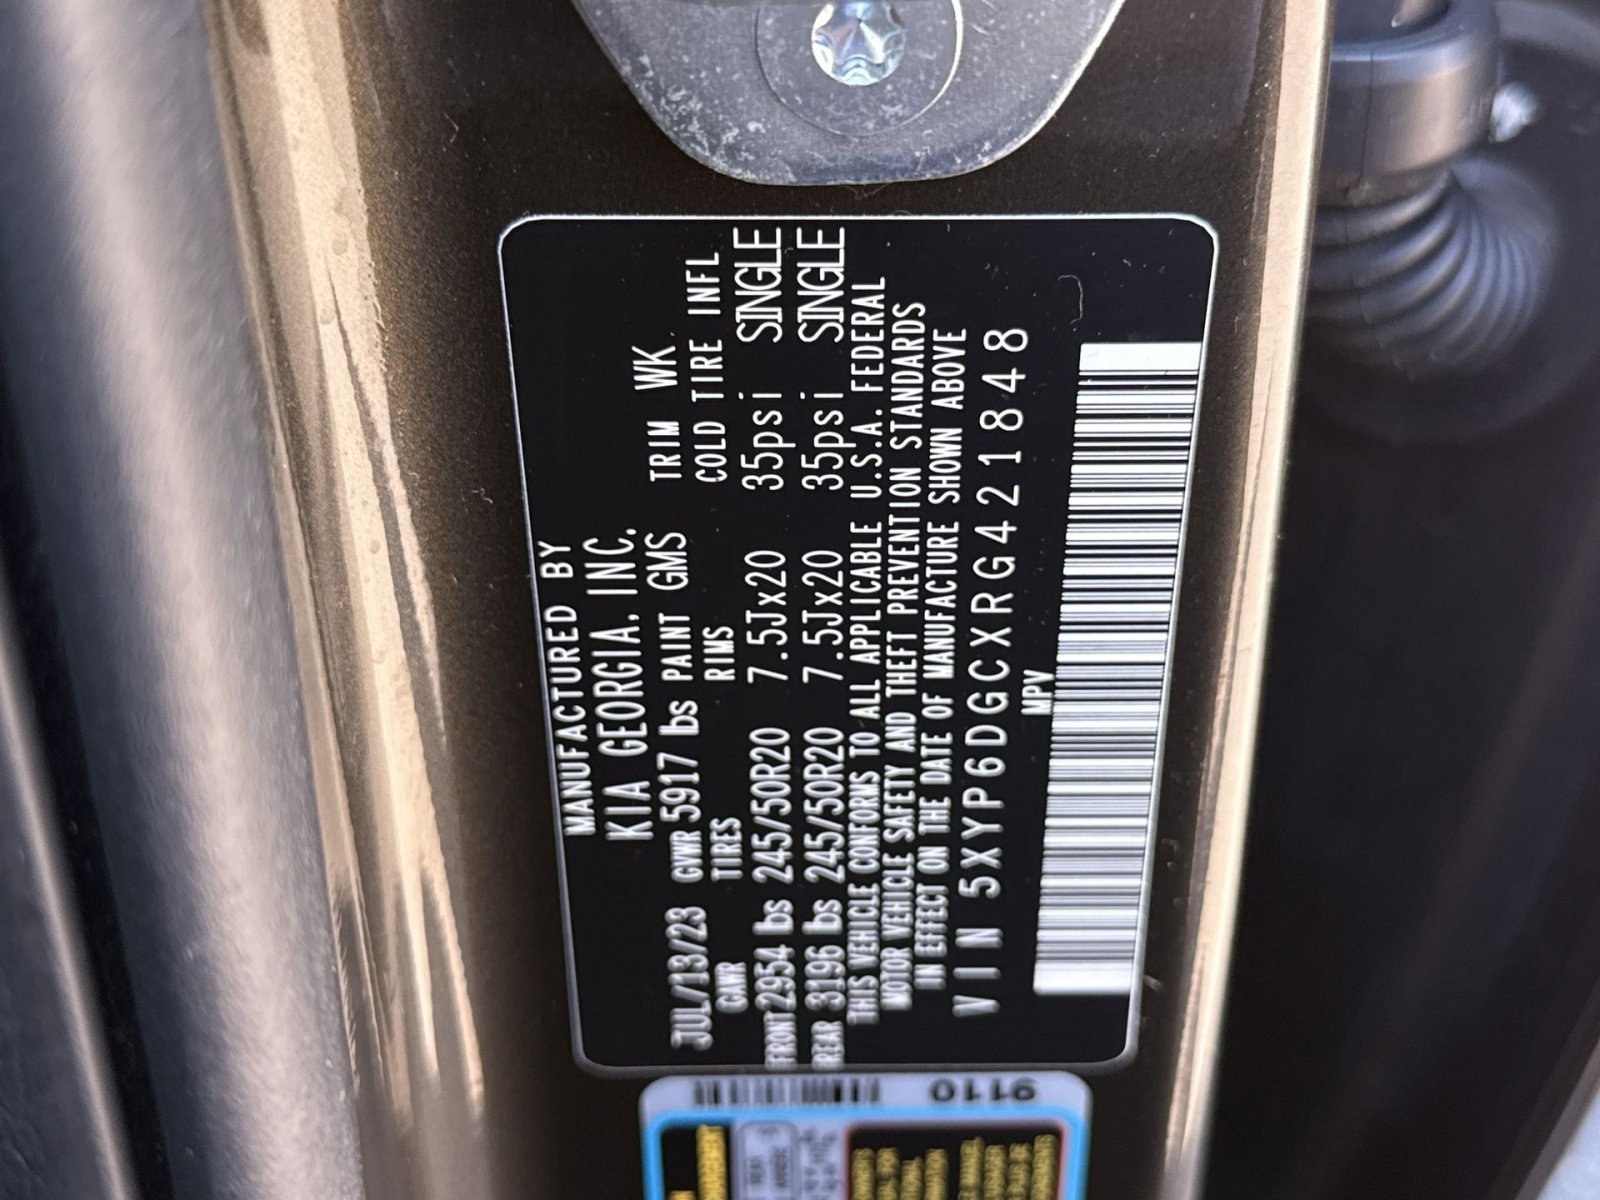 MANUFACTURED BY
KIA GEORGIA, INC.
JUL/13/23 GVWR 5917 lbs PAINT GMS TRIM WK
GAWR TIRES RIMS COLD TIRE INFL
FRONT 2954 lbs 245/50R20 7.5Jx20 35psi SINGLE
REAR 3196 lbs 245/50R20 7.5Jx20 35psi SINGLE
THIS VEHICLE CONFORMS TO ALL APPLICABLE U.S.A. FEDERAL
MOTOR VEHICLE SAFETY AND THEFT PREVENTION STANDARDS
IN EFFECT ON THE DATE OF MANUFACTURE SHOWN ABOVE
VIN 5XYP6DGCXRG421848
MPV
9110